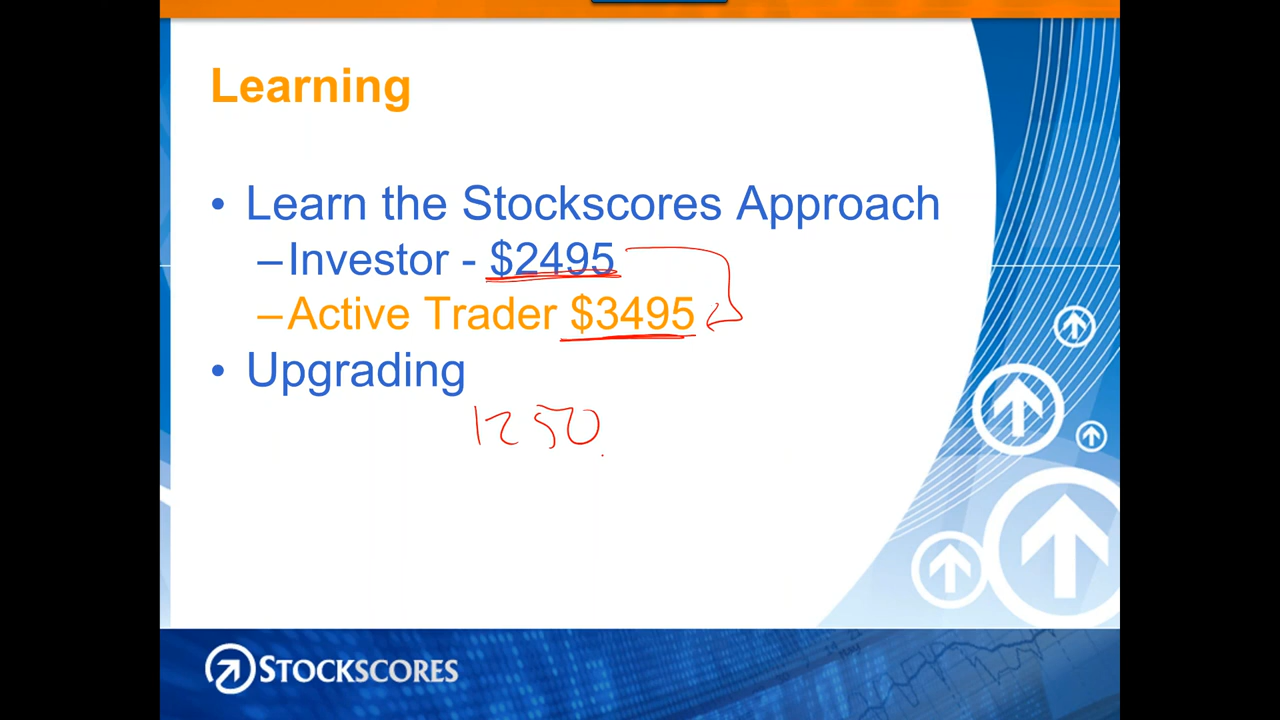 Learning
• Learn the Stockscores Approach
–Investor - $2495
–Active Trader $3495
• Upgrading
1250
STOCKSCORES